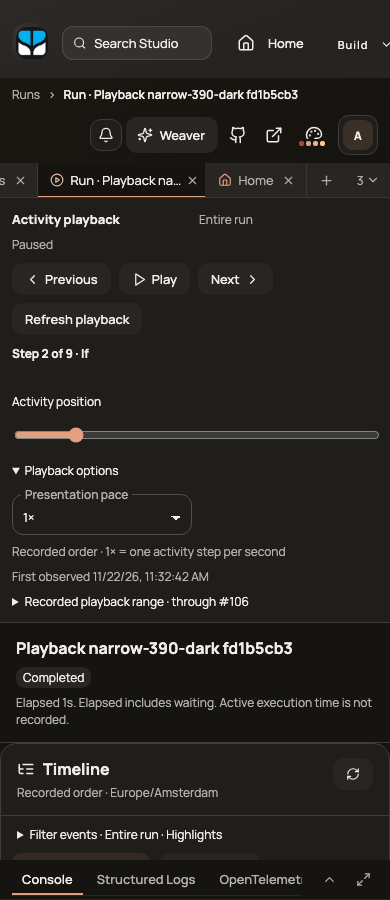 Search Studio
Home
Build
Runs › Run · Playback narrow-390-dark fd1b5cb3
Weaver
A
s
Run · Playback na...
Home
3
Activity playback
Entire run
Paused
Previous
Play
Next
Refresh playback
Step 2 of 9 · If
Activity position
Playback options
Presentation pace
1×
Recorded order · 1× = one activity step per second
First observed 11/22/26, 11:32:42 AM
Recorded playback range · through #106
Playback narrow-390-dark fd1b5cb3
Completed
Elapsed 1s. Elapsed includes waiting. Active execution time is not
recorded.
Timeline
Recorded order · Europe/Amsterdam
Filter events · Entire run · Highlights
Console
Structured Logs
OpenTelemet